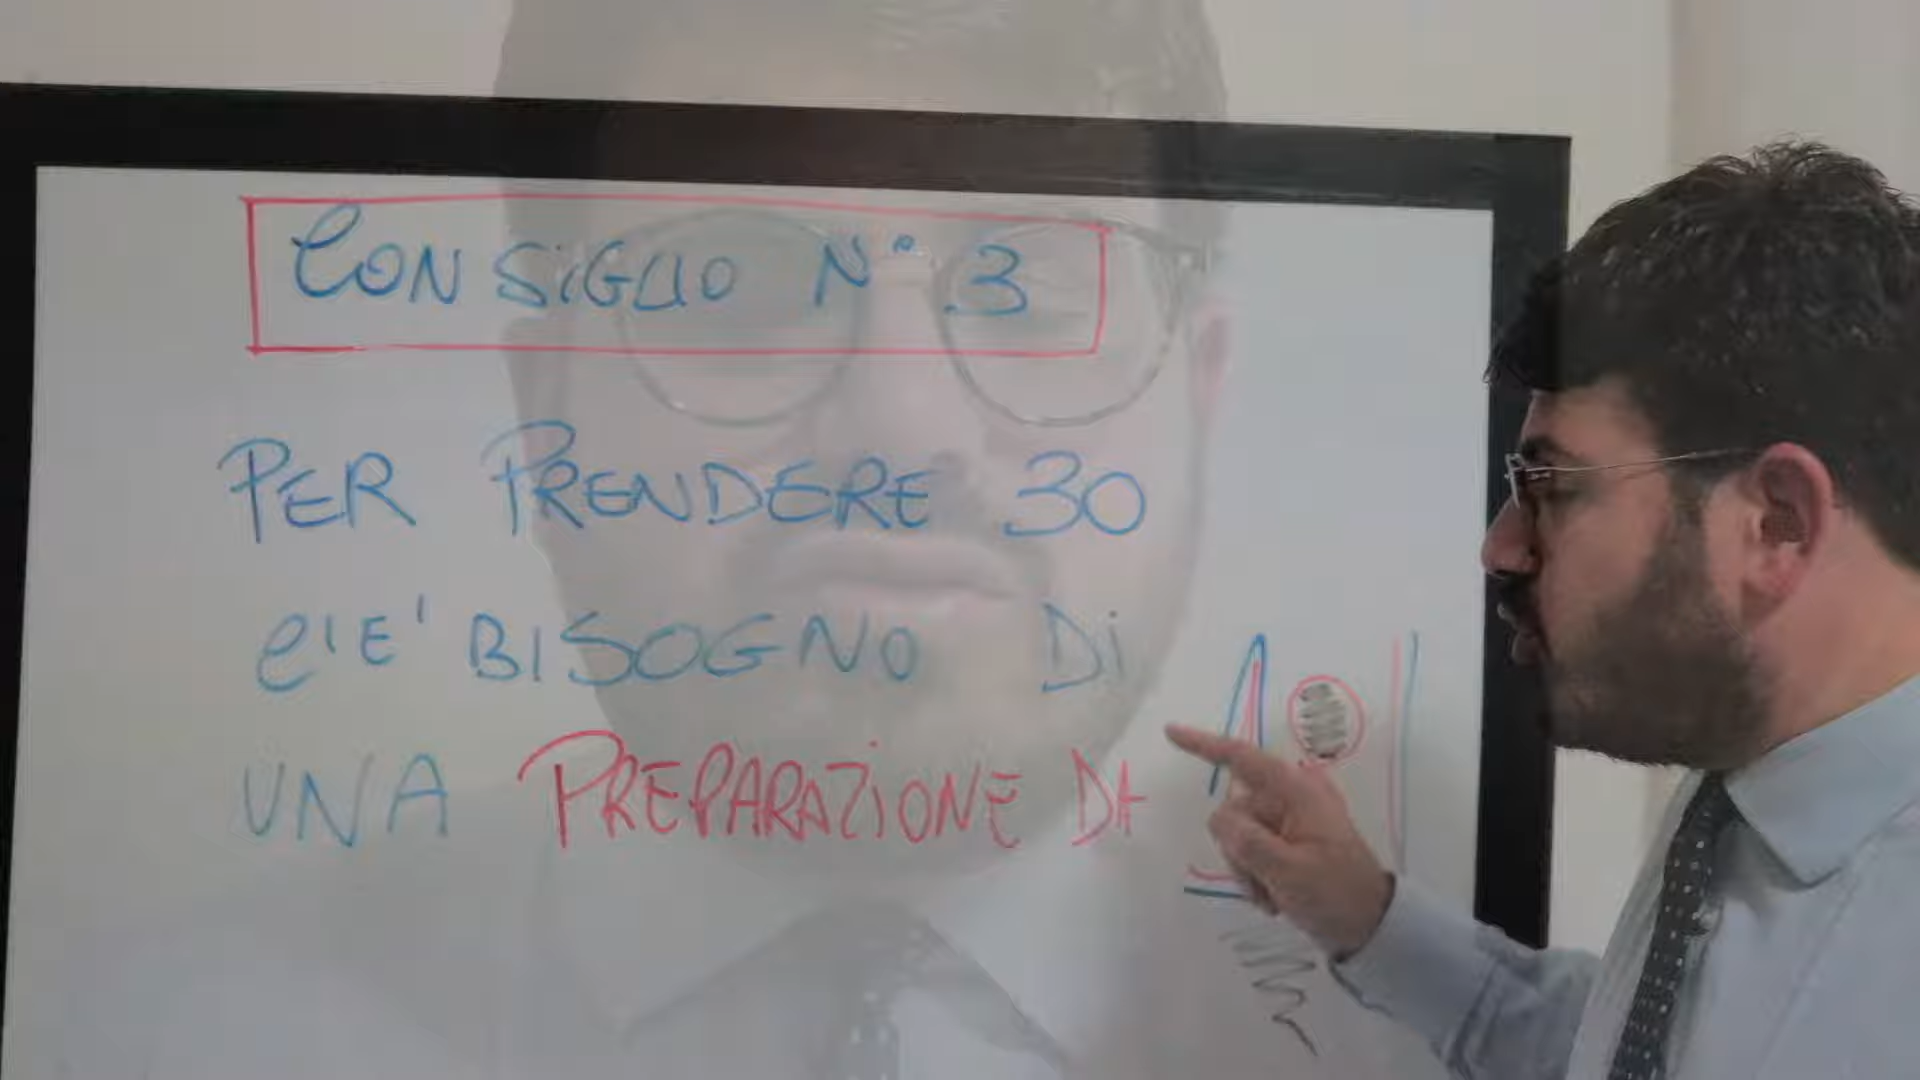 CONSIGLIO N° 3
PER PRENDERE 30
C'E' BISOGNO Di
UNA PREPARAZIONE DA